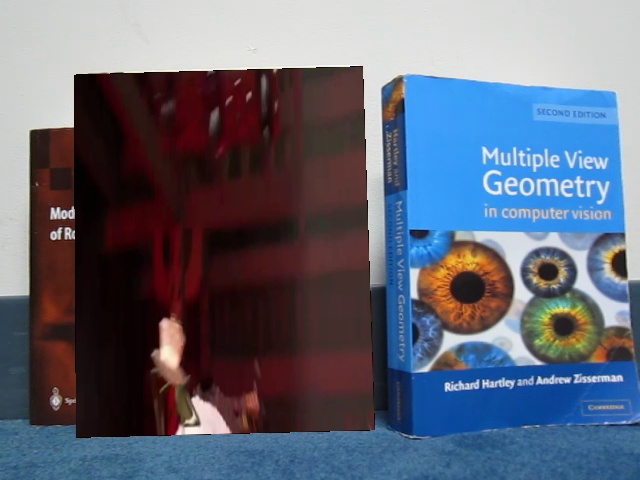 Mod
of Ro
SECOND EDITION
Multiple View
Geometry
in computer vision
Hartley and
Zisserman
Multiple View Geometry
Richard Hartley and Andrew Zisserman
CAMBRIDGE